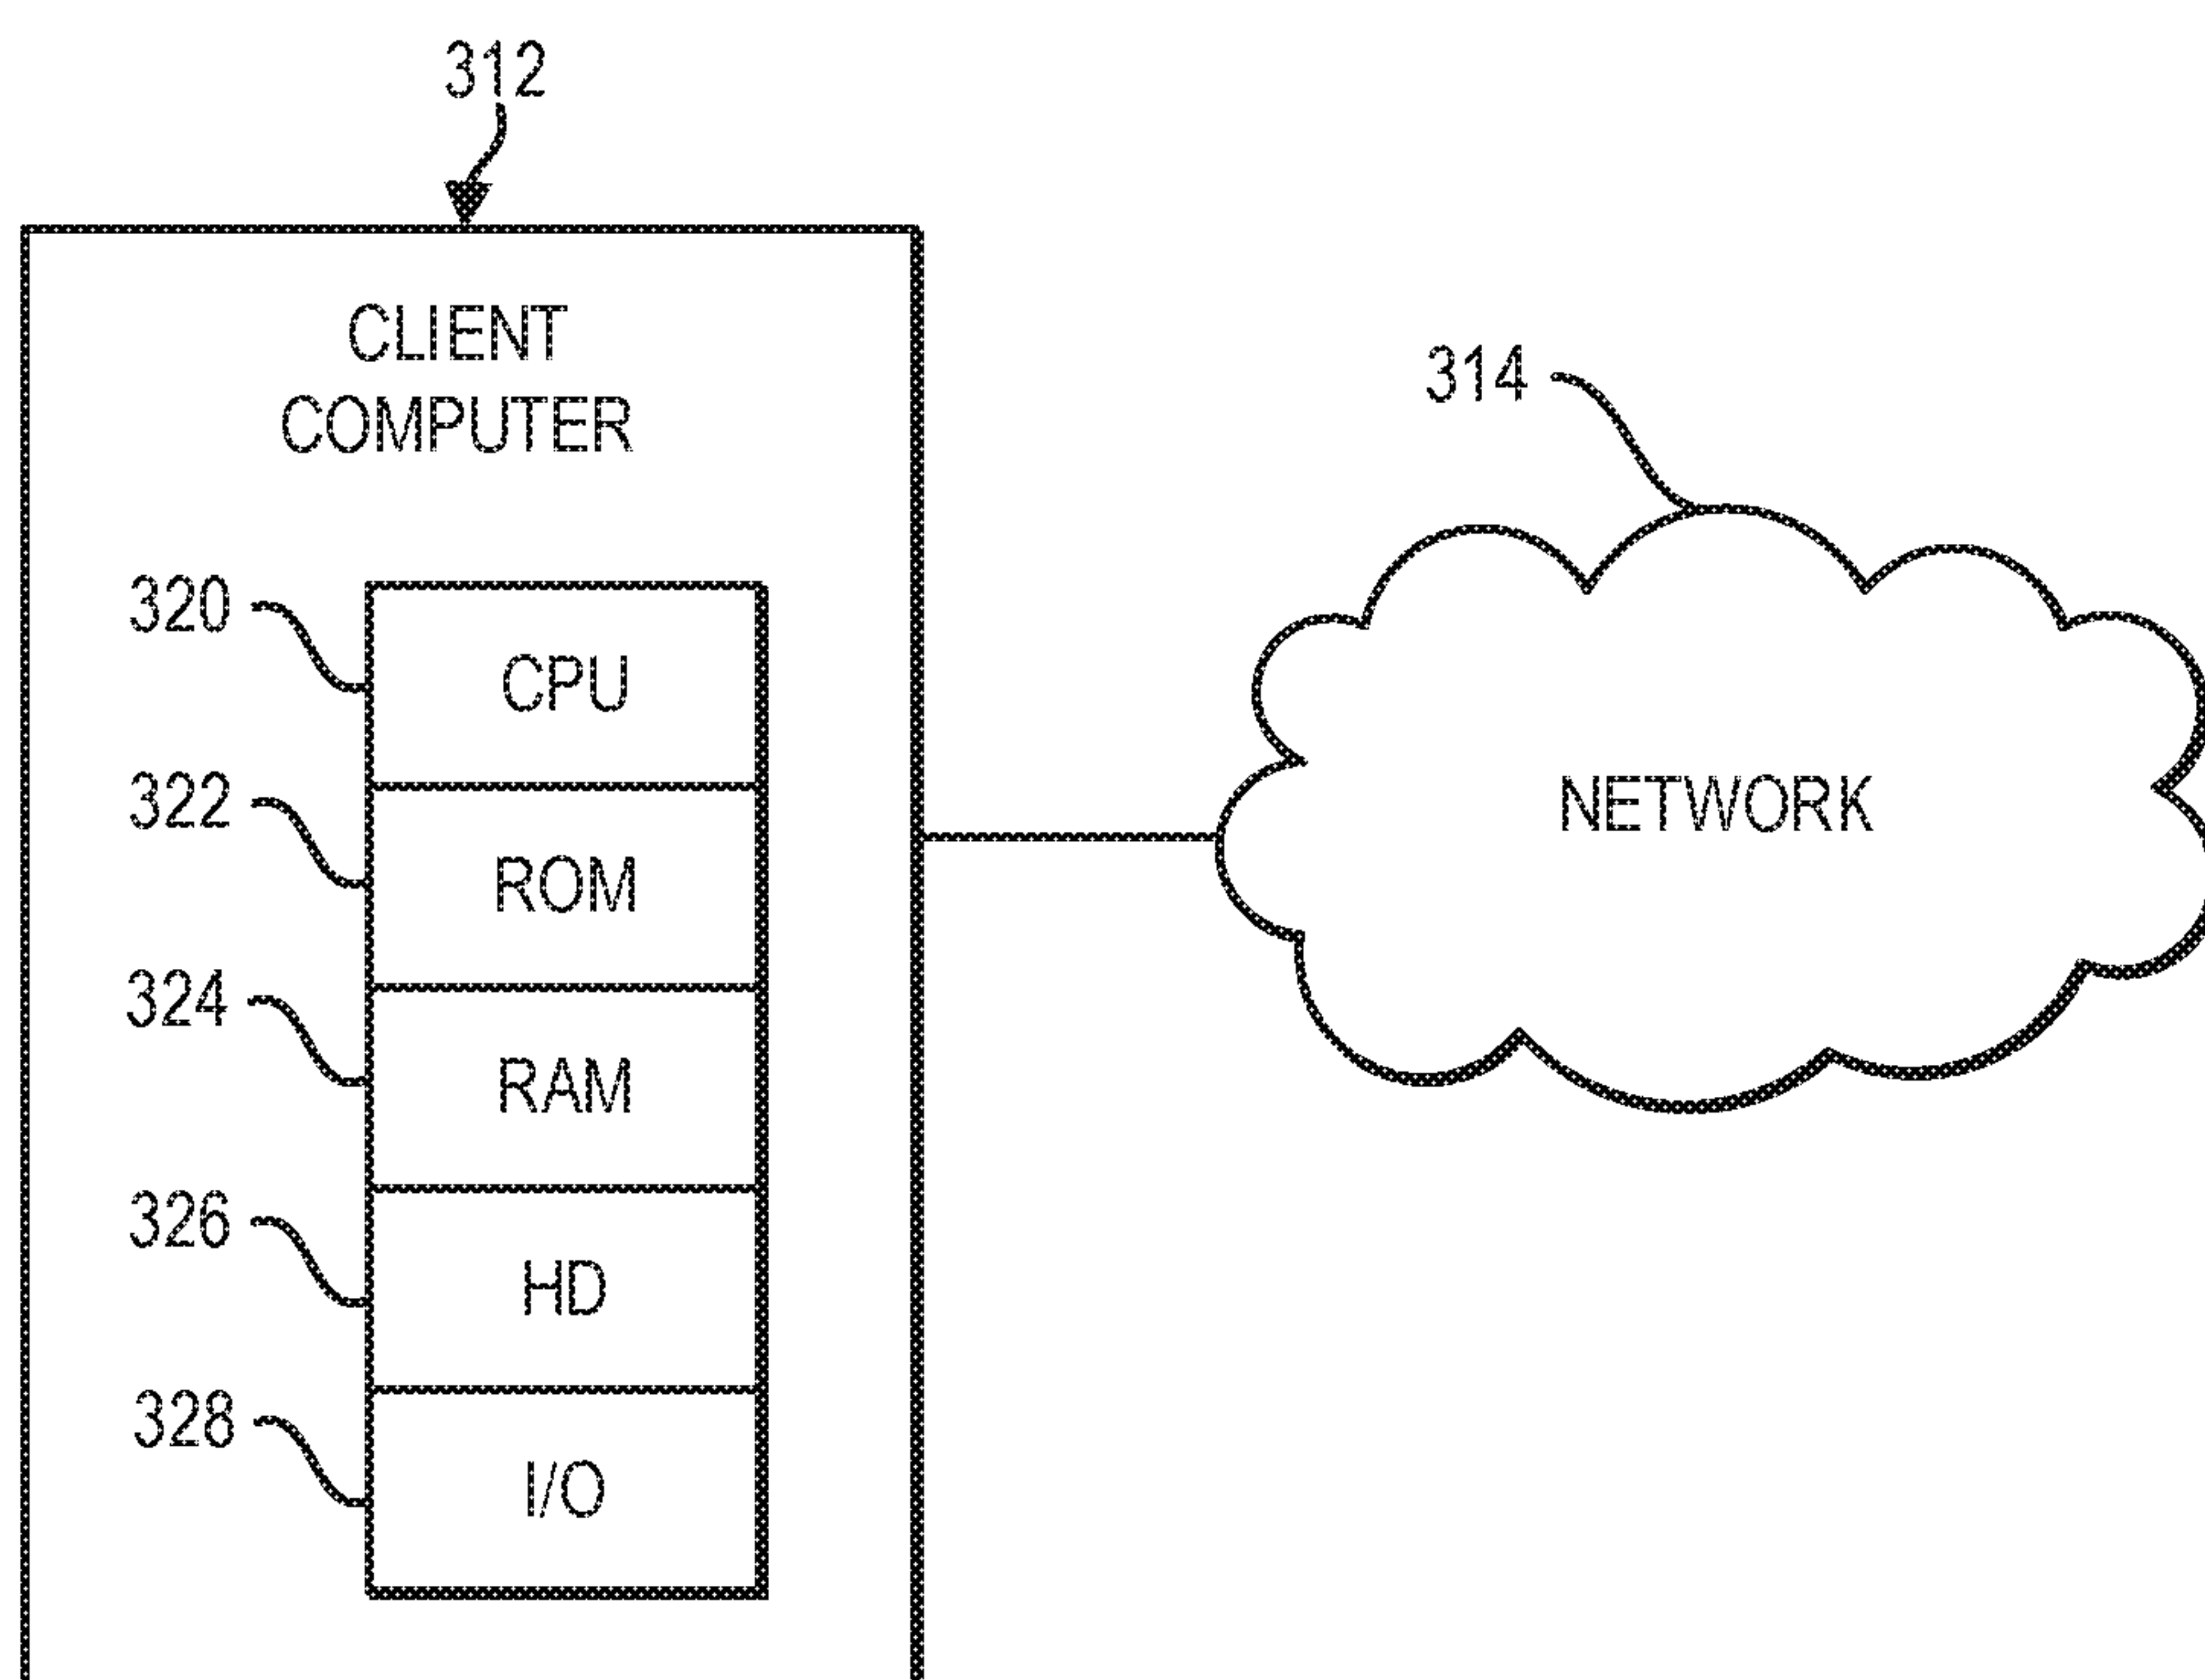 312
CLIENT
COMPUTER
314
320
CPU
322
ROM
NETWORK
324
RAM
326
HD
328
I/O